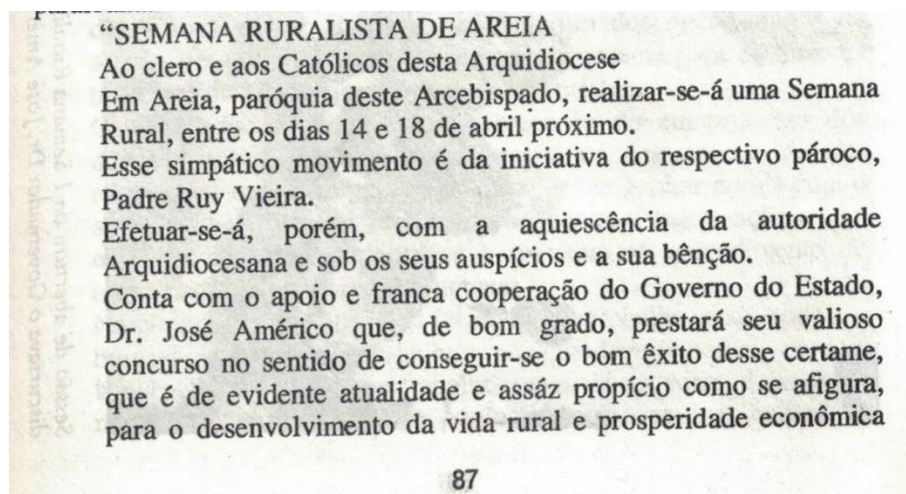 “SEMANA RURALISTA DE AREIA
Ao clero e aos Católicos desta Arquidiocese
Em Areia, paróquia deste Arcebispado, realizar-se-á uma Semana
Rural, entre os dias 14 e 18 de abril próximo.
Esse simpático movimento é da iniciativa do respectivo pároco,
Padre Ruy Vieira.
Efetuar-se-á, porém, com a aquiescência da autoridade
Arquidiocesana e sob os seus auspícios e a sua bênção.
Conta com o apoio e franca cooperação do Governo do Estado,
Dr. José Américo que, de bom grado, prestará seu valioso
concurso no sentido de conseguir-se o bom êxito desse certame,
que é de evidente atualidade e assáz propício como se afigura,
para o desenvolvimento da vida rural e prosperidade econômica
87